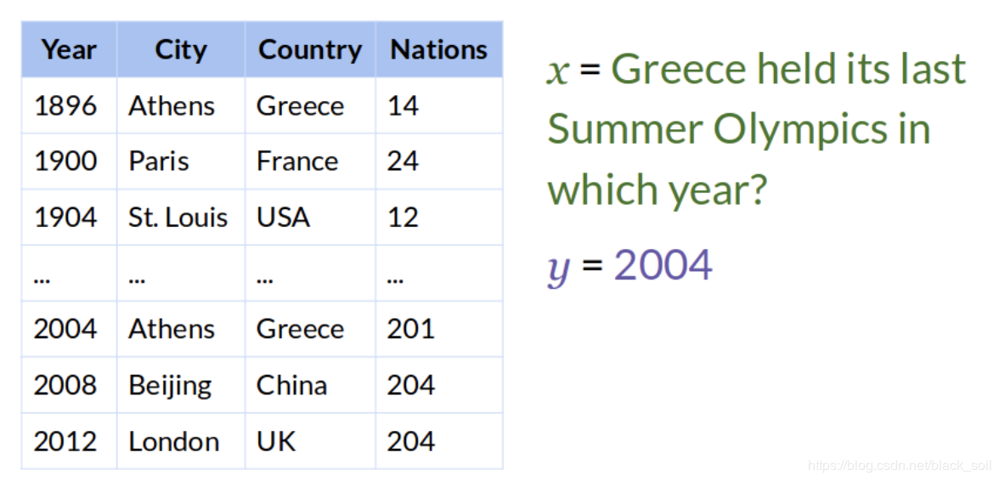 Year City Country Nations
1896 Athens Greece 14
1900 Paris France 24
1904 St. Louis USA 12
... ... ... ...
2004 Athens Greece 201
2008 Beijing China 204
2012 London UK 204
x = Greece held its last
Summer Olympics in
which year?
y = 2004
https://blog.csdn.net/black_soil